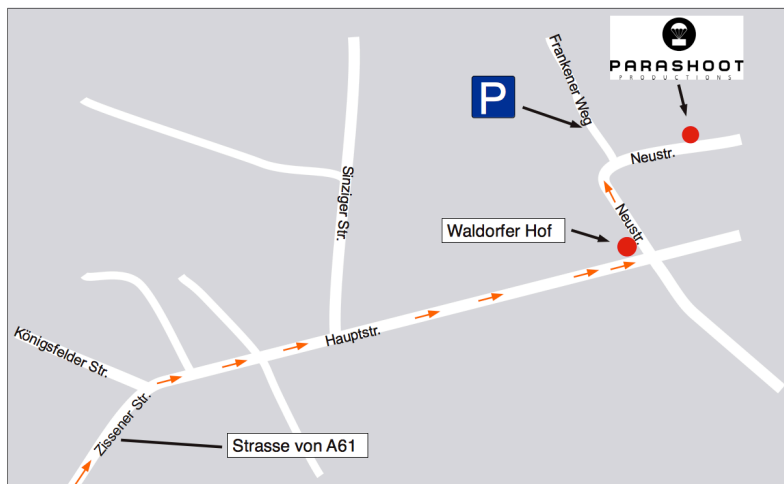 PARASHOOT
PRODUCTIONS
P
Frankener Weg
Neustr.
Sinziger Str.
Neustr.
Waldorfer Hof
Hauptstr.
Königsfelder Str.
Zissener Str.
Strasse von A61